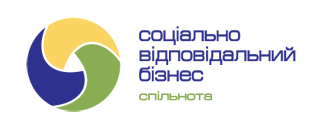 соціально
відповідальний
бізнес
спільнота